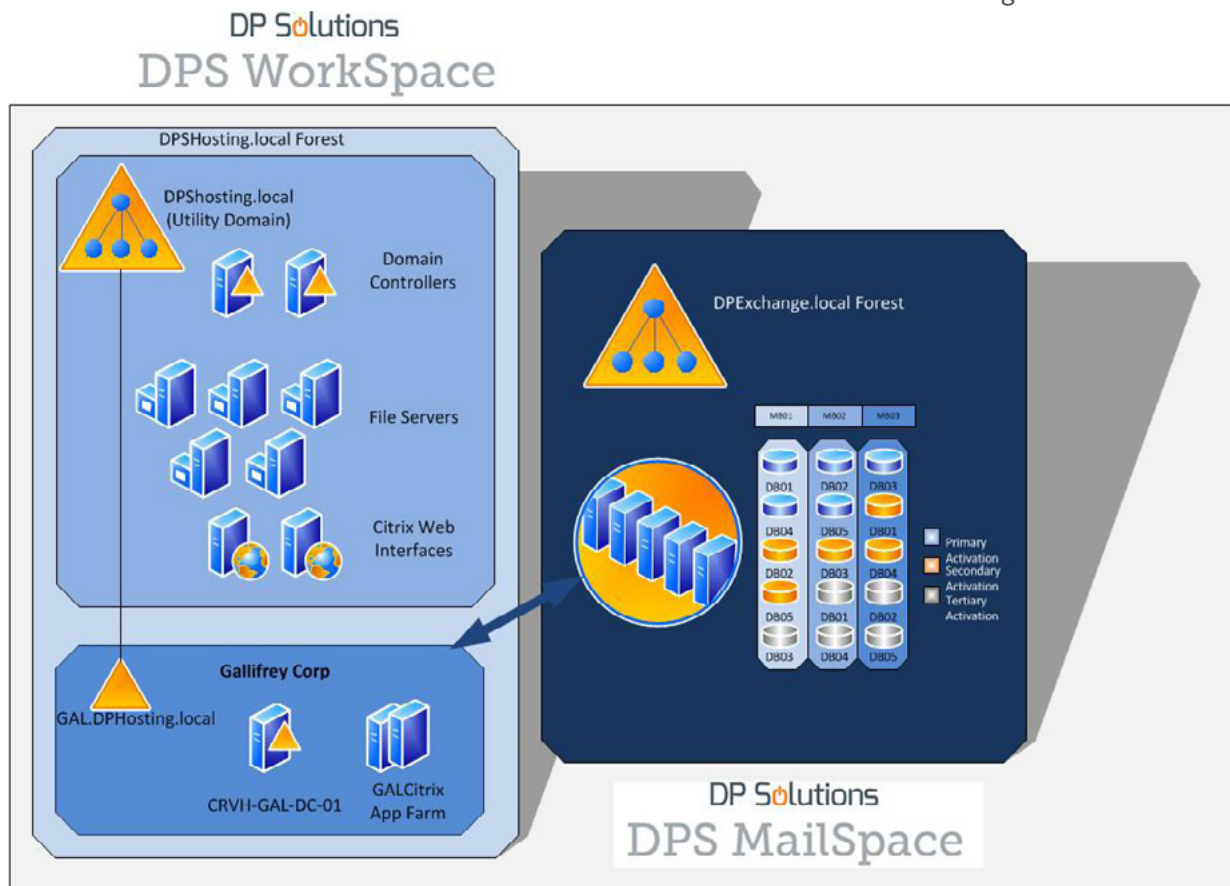 DP Solutions
DPS WorkSpace
DPSHosting.local Forest
DPShosting.local
(Utility Domain)
Domain
Controllers
File Servers
Citrix Web
Interfaces
Gallifrey Corp
GAL.DPHosting.local
CRVH-GAL-DC-01
GALCitrix
App Farm
DPExchange.local Forest
MB01 MB02 MB03
DB01 DB02 DB03
DB04 DB05 DB01
DB02 DB03 DB04
DB05 DB01 DB02
DB03 DB04 DB05
Primary
Activation
Secondary
Activation
Tertiary
Activation
DP Solutions
DPS MailSpace